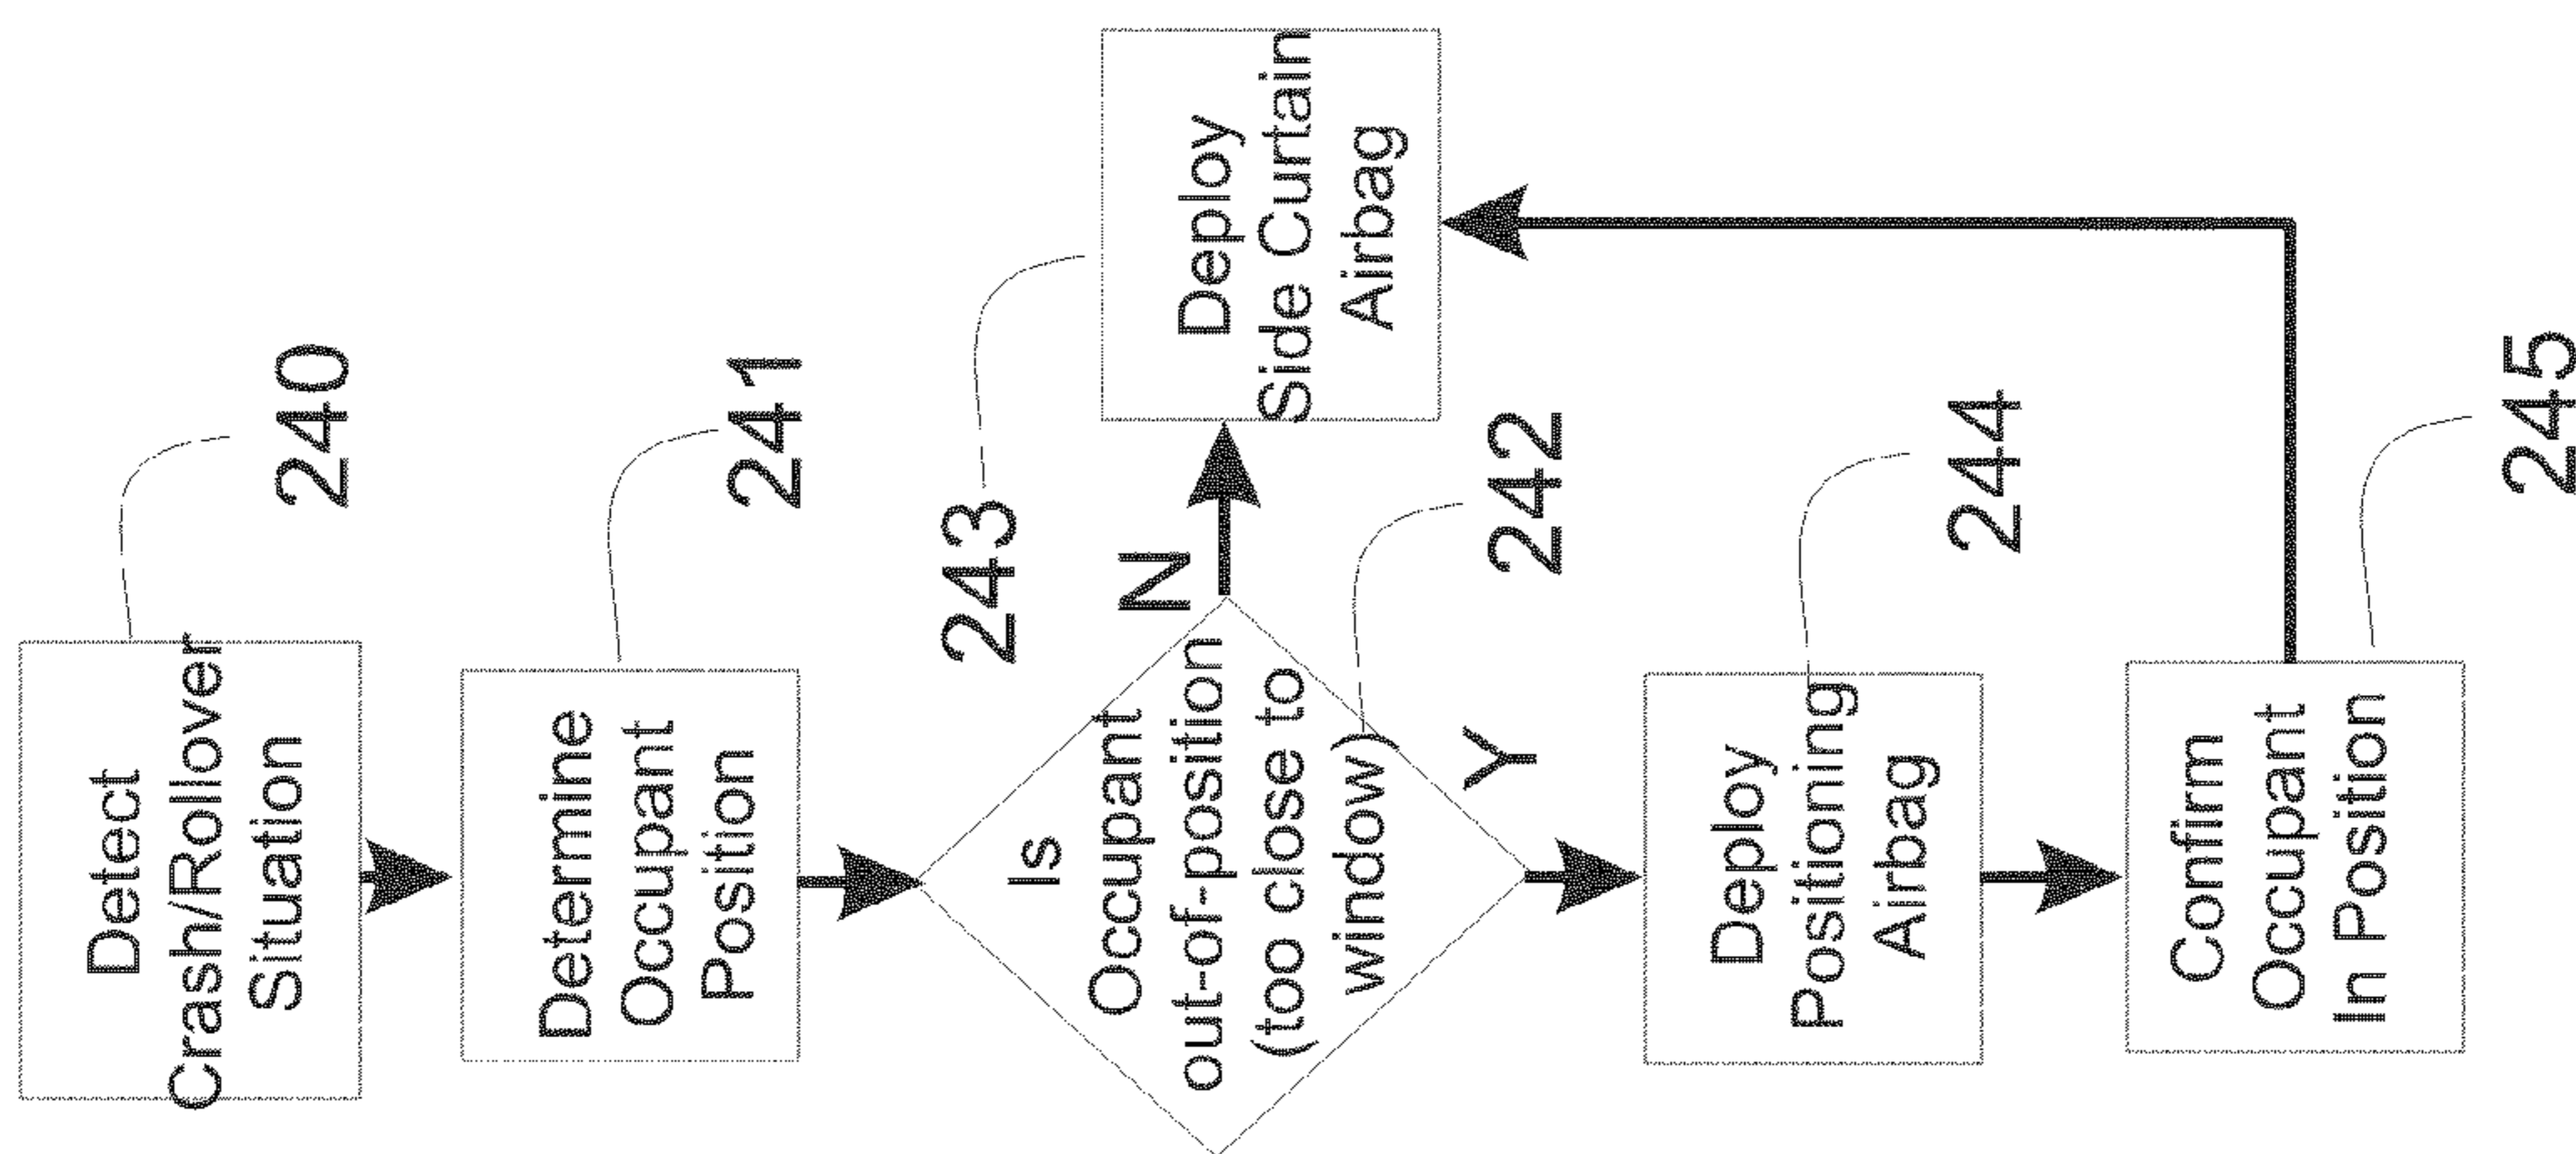 Detect
Crash/Rollover
Situation
240
Determine
Occupant
Position
241
Is
Occupant
out-of-position
(too close to
window)
242
N
243
Deploy
Side Curtain
Airbag
Y
Deploy
Positioning
Airbag
244
Confirm
Occupant
In Position
245